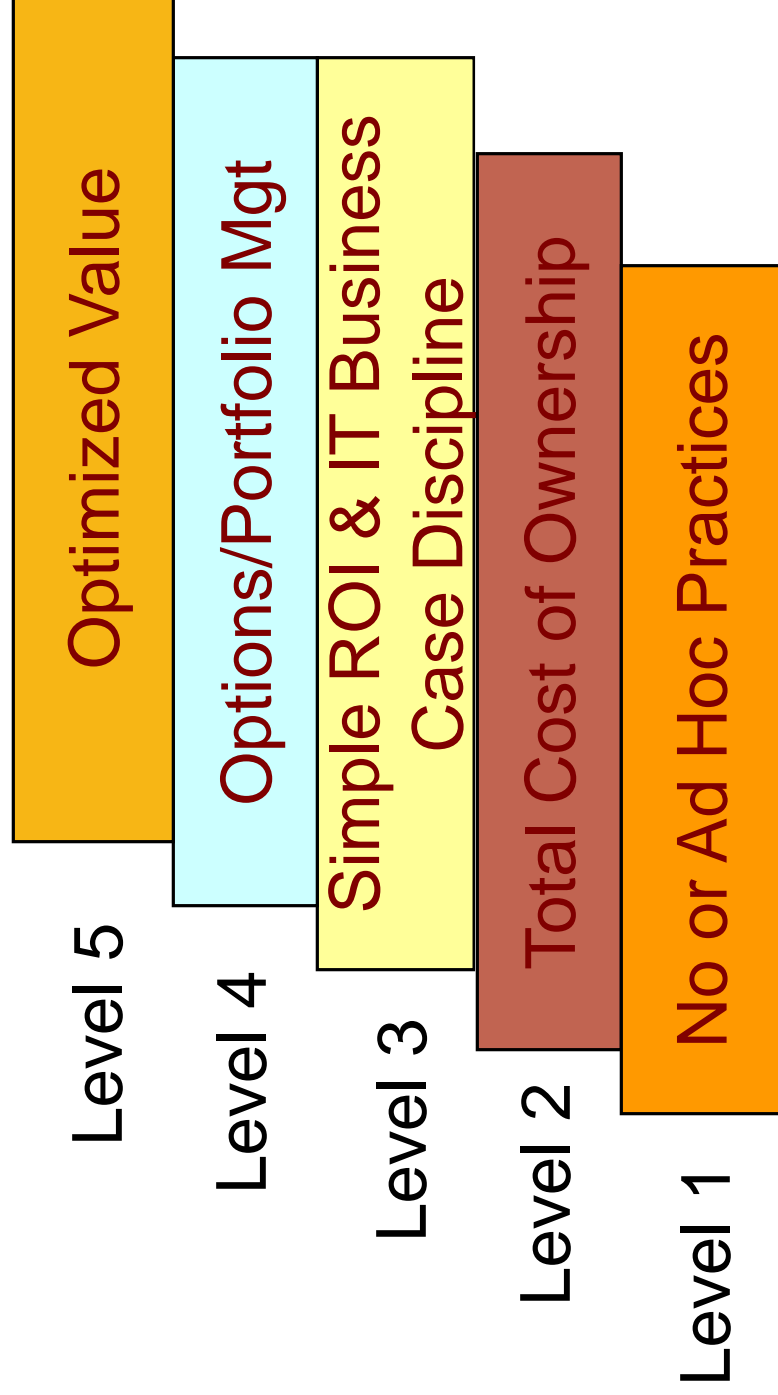 Level 5
Optimized Value
Level 4
Options/Portfolio Mgt
Level 3
Simple ROI & IT Business
Case Discipline
Level 2
Total Cost of Ownership
Level 1
No or Ad Hoc Practices